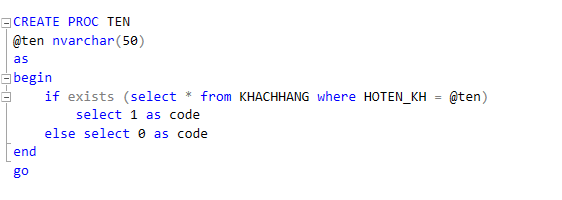 CREATE PROC TEN
@ten nvarchar(50)
as
begin
    if exists (select * from KHACHHANG where HOTEN_KH = @ten)
        select 1 as code
    else select 0 as code
end
go